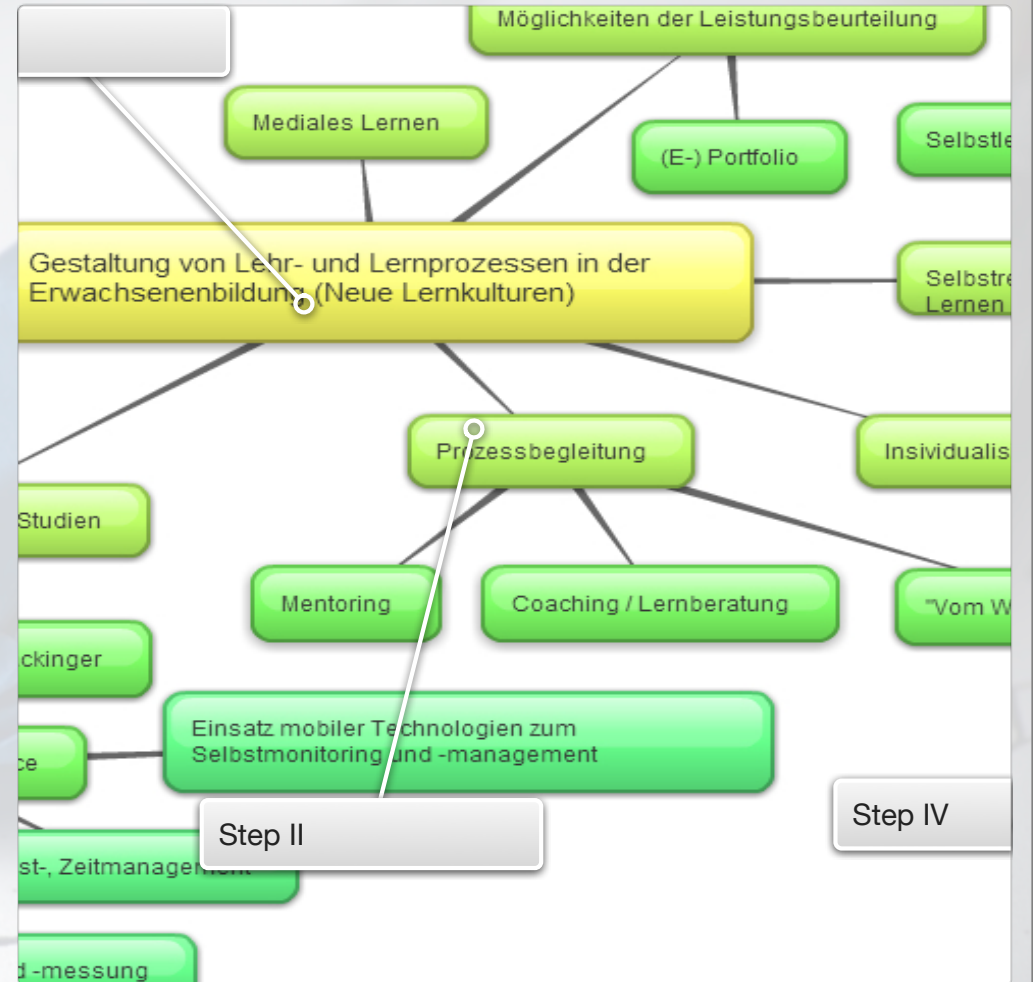 Möglichkeiten der Leistungsbeurteilung
Mediales Lernen
(E-) Portfolio
Selbstle
Gestaltung von Lehr- und Lernprozessen in der
Erwachsenenbildung (Neue Lernkulturen)
Selbstre
Lernen
Prozessbegleitung
Insividualis
Studien
Mentoring
Coaching / Lernberatung
"Vom W
ckinger
Einsatz mobiler Technologien zum
Selbstmonitoring und -management
ce
Step II
Step IV
st-, Zeitmanagement
d -messung